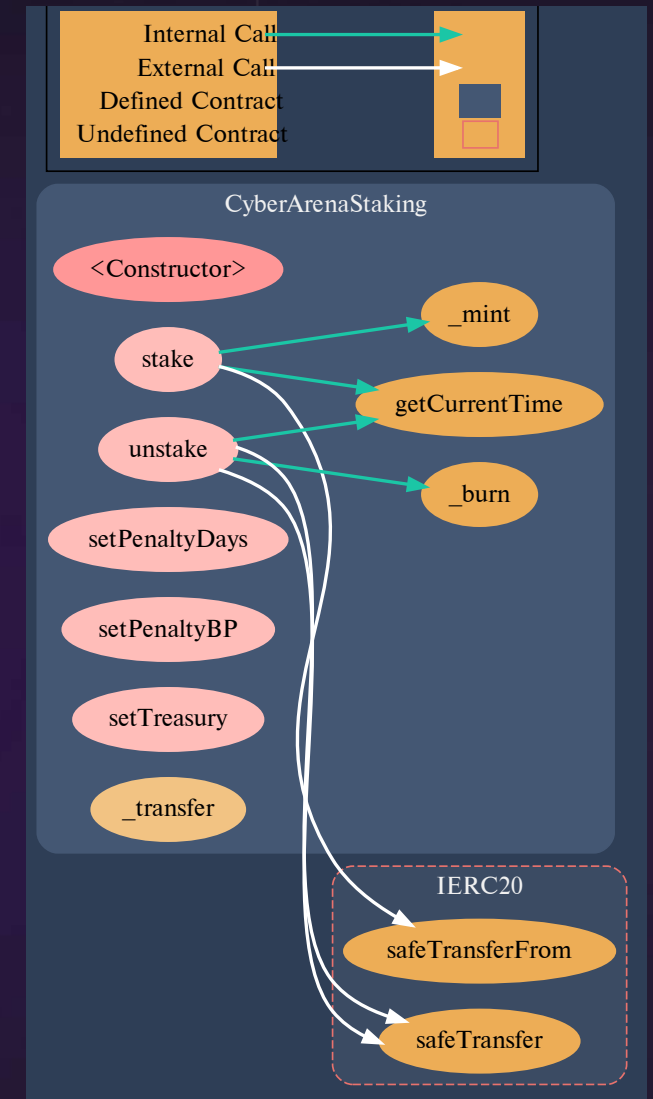 Internal Call
External Call
Defined Contract
Undefined Contract
CyberArenaStaking
<Constructor>
stake
unstake
setPenaltyDays
setPenaltyBP
setTreasury
_transfer
_mint
getCurrentTime
_burn
IERC20
safeTransferFrom
safeTransfer